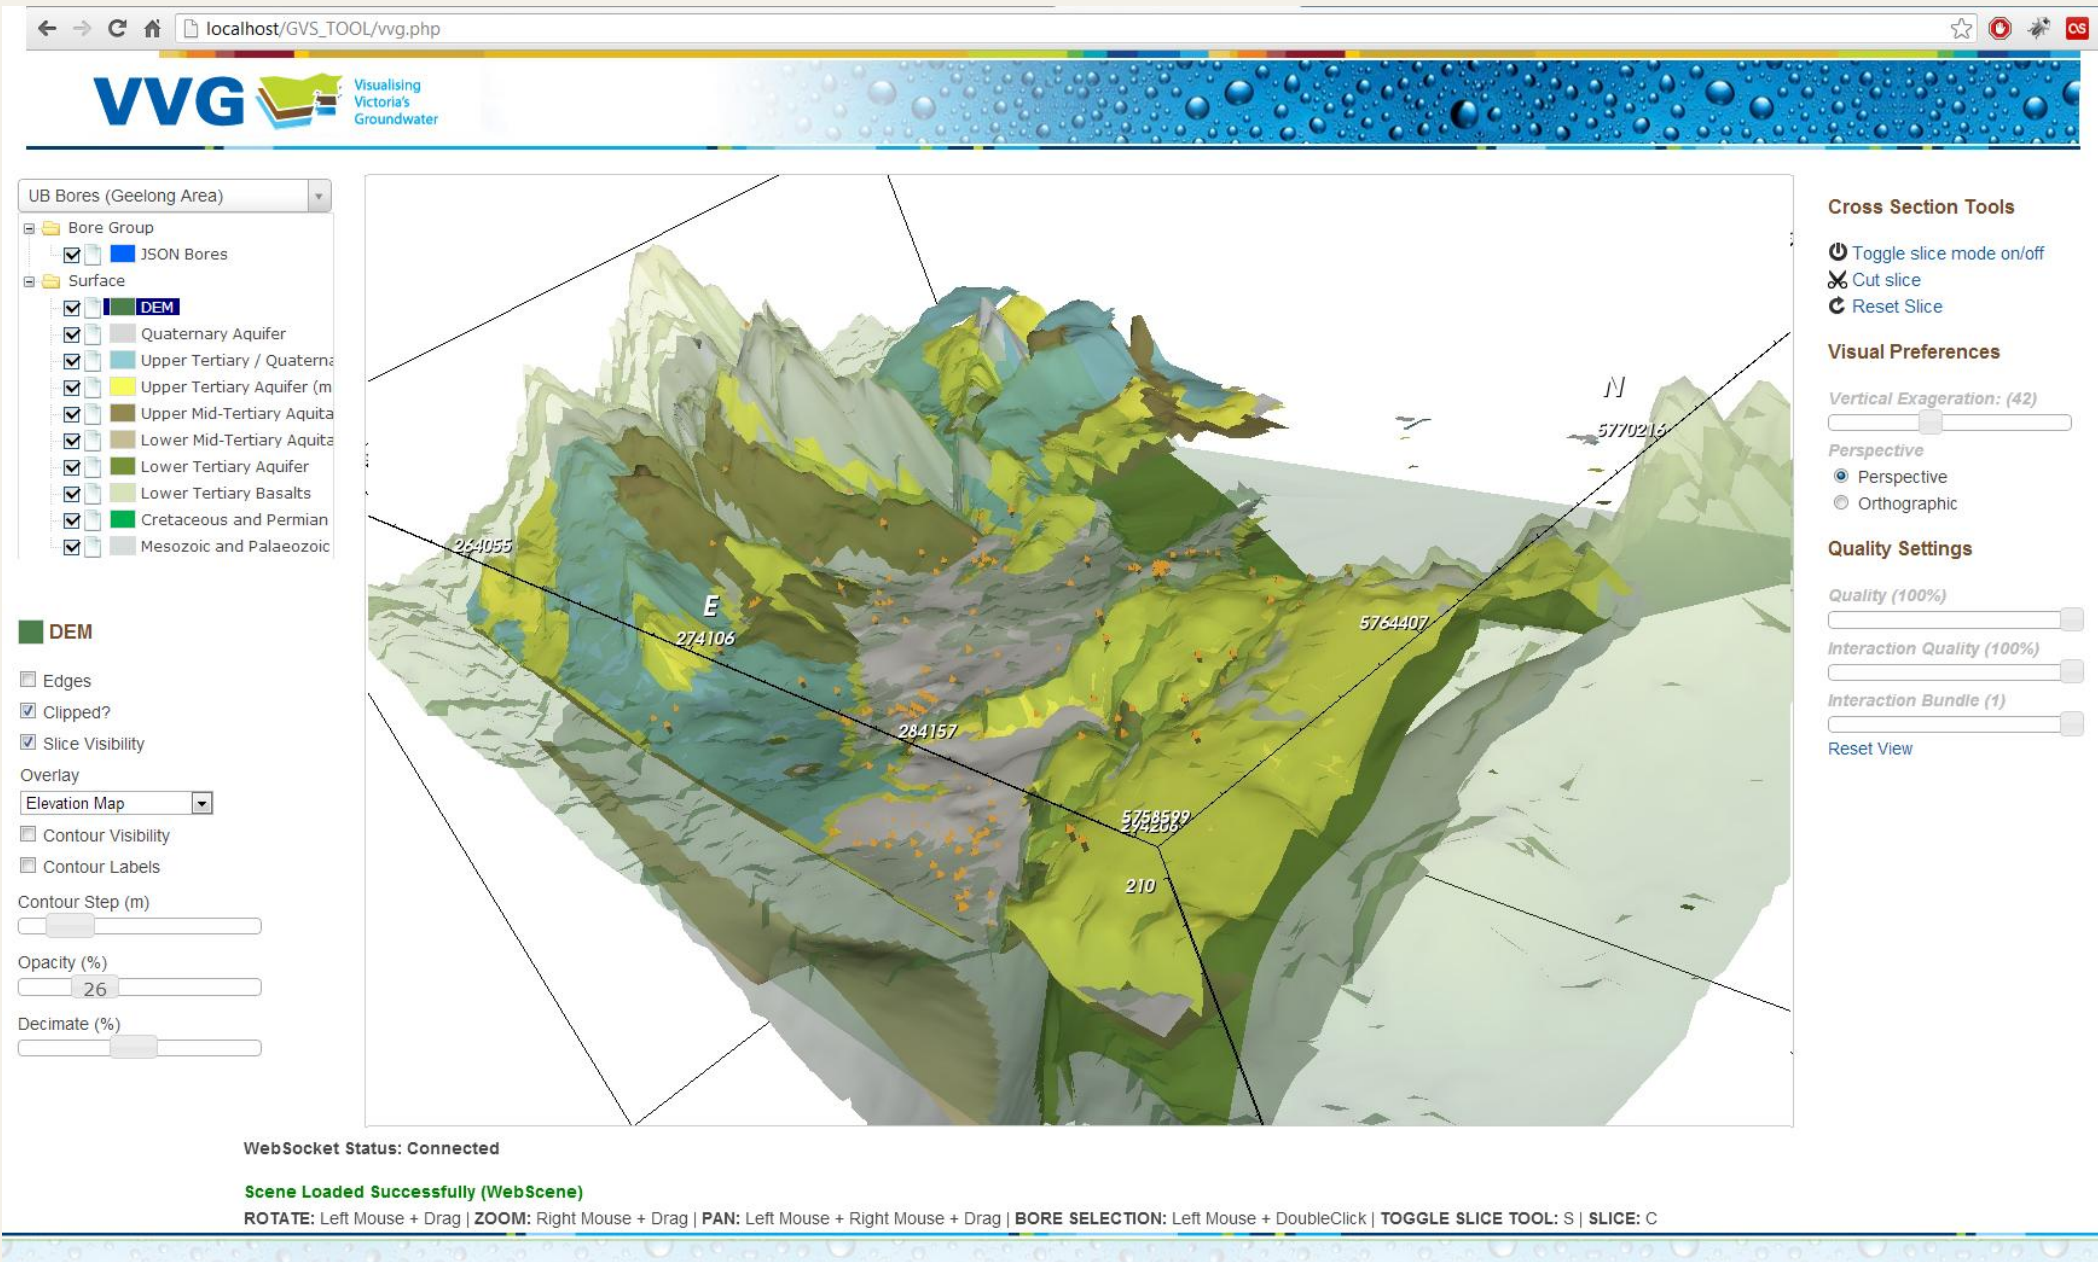 localhost/GVS_TOOL/vvg.php
VVG
Visualising
Victoria's
Groundwater
UB Bores (Geelong Area)
Bore Group
JSON Bores
Surface
DEM
Quaternary Aquifer
Upper Tertiary / Quaterna
Upper Tertiary Aquifer (m
Upper Mid-Tertiary Aquita
Lower Mid-Tertiary Aquita
Lower Tertiary Aquifer
Lower Tertiary Basalts
Cretaceous and Permian
Mesozoic and Palaeozoic
DEM
Edges
Clipped?
Slice Visibility
Overlay
Elevation Map
Contour Visibility
Contour Labels
Contour Step (m)
Opacity (%)
26
Decimate (%)
N
5770216
264055
E
274106
5764407
284157
5758599
294206
210
Cross Section Tools
Toggle slice mode on/off
Cut slice
Reset Slice
Visual Preferences
Vertical Exageration: (42)
Perspective
Perspective
Orthographic
Quality Settings
Quality (100%)
Interaction Quality (100%)
Interaction Bundle (1)
Reset View
WebSocket Status: Connected
Scene Loaded Successfully (WebScene)
ROTATE: Left Mouse + Drag | ZOOM: Right Mouse + Drag | PAN: Left Mouse + Right Mouse + Drag | BORE SELECTION: Left Mouse + DoubleClick | TOGGLE SLICE TOOL: S | SLICE: C